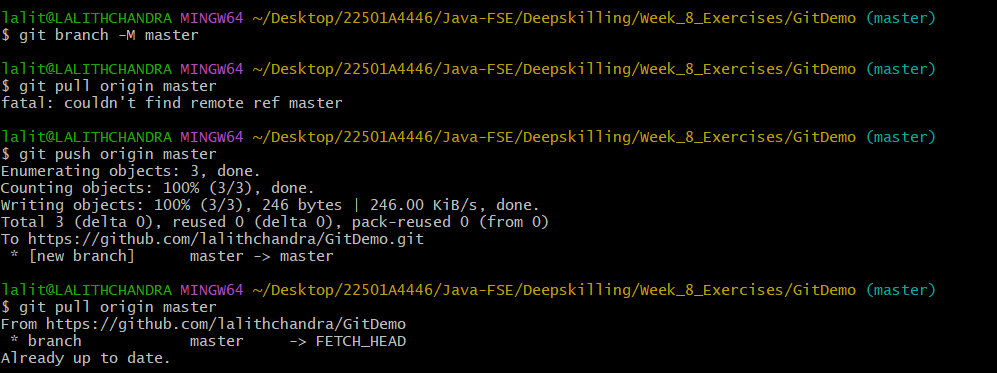 lalit@LALITHCHANDRA MINGW64 ~/Desktop/22501A4446/Java-FSE/Deepskilling/Week_8_Exercises/GitDemo (master)
$ git branch -M master
lalit@LALITHCHANDRA MINGW64 ~/Desktop/22501A4446/Java-FSE/Deepskilling/Week_8_Exercises/GitDemo (master)
$ git pull origin master
fatal: couldn't find remote ref master
lalit@LALITHCHANDRA MINGW64 ~/Desktop/22501A4446/Java-FSE/Deepskilling/Week_8_Exercises/GitDemo (master)
$ git push origin master
Enumerating objects: 3, done.
Counting objects: 100% (3/3), done.
Writing objects: 100% (3/3), 246 bytes | 246.00 KiB/s, done.
Total 3 (delta 0), reused 0 (delta 0), pack-reused 0 (from 0)
To https://github.com/lalithchandra/GitDemo.git
 * [new branch]      master -> master
lalit@LALITHCHANDRA MINGW64 ~/Desktop/22501A4446/Java-FSE/Deepskilling/Week_8_Exercises/GitDemo (master)
$ git pull origin master
From https://github.com/lalithchandra/GitDemo
 * branch            master     -> FETCH_HEAD
Already up to date.